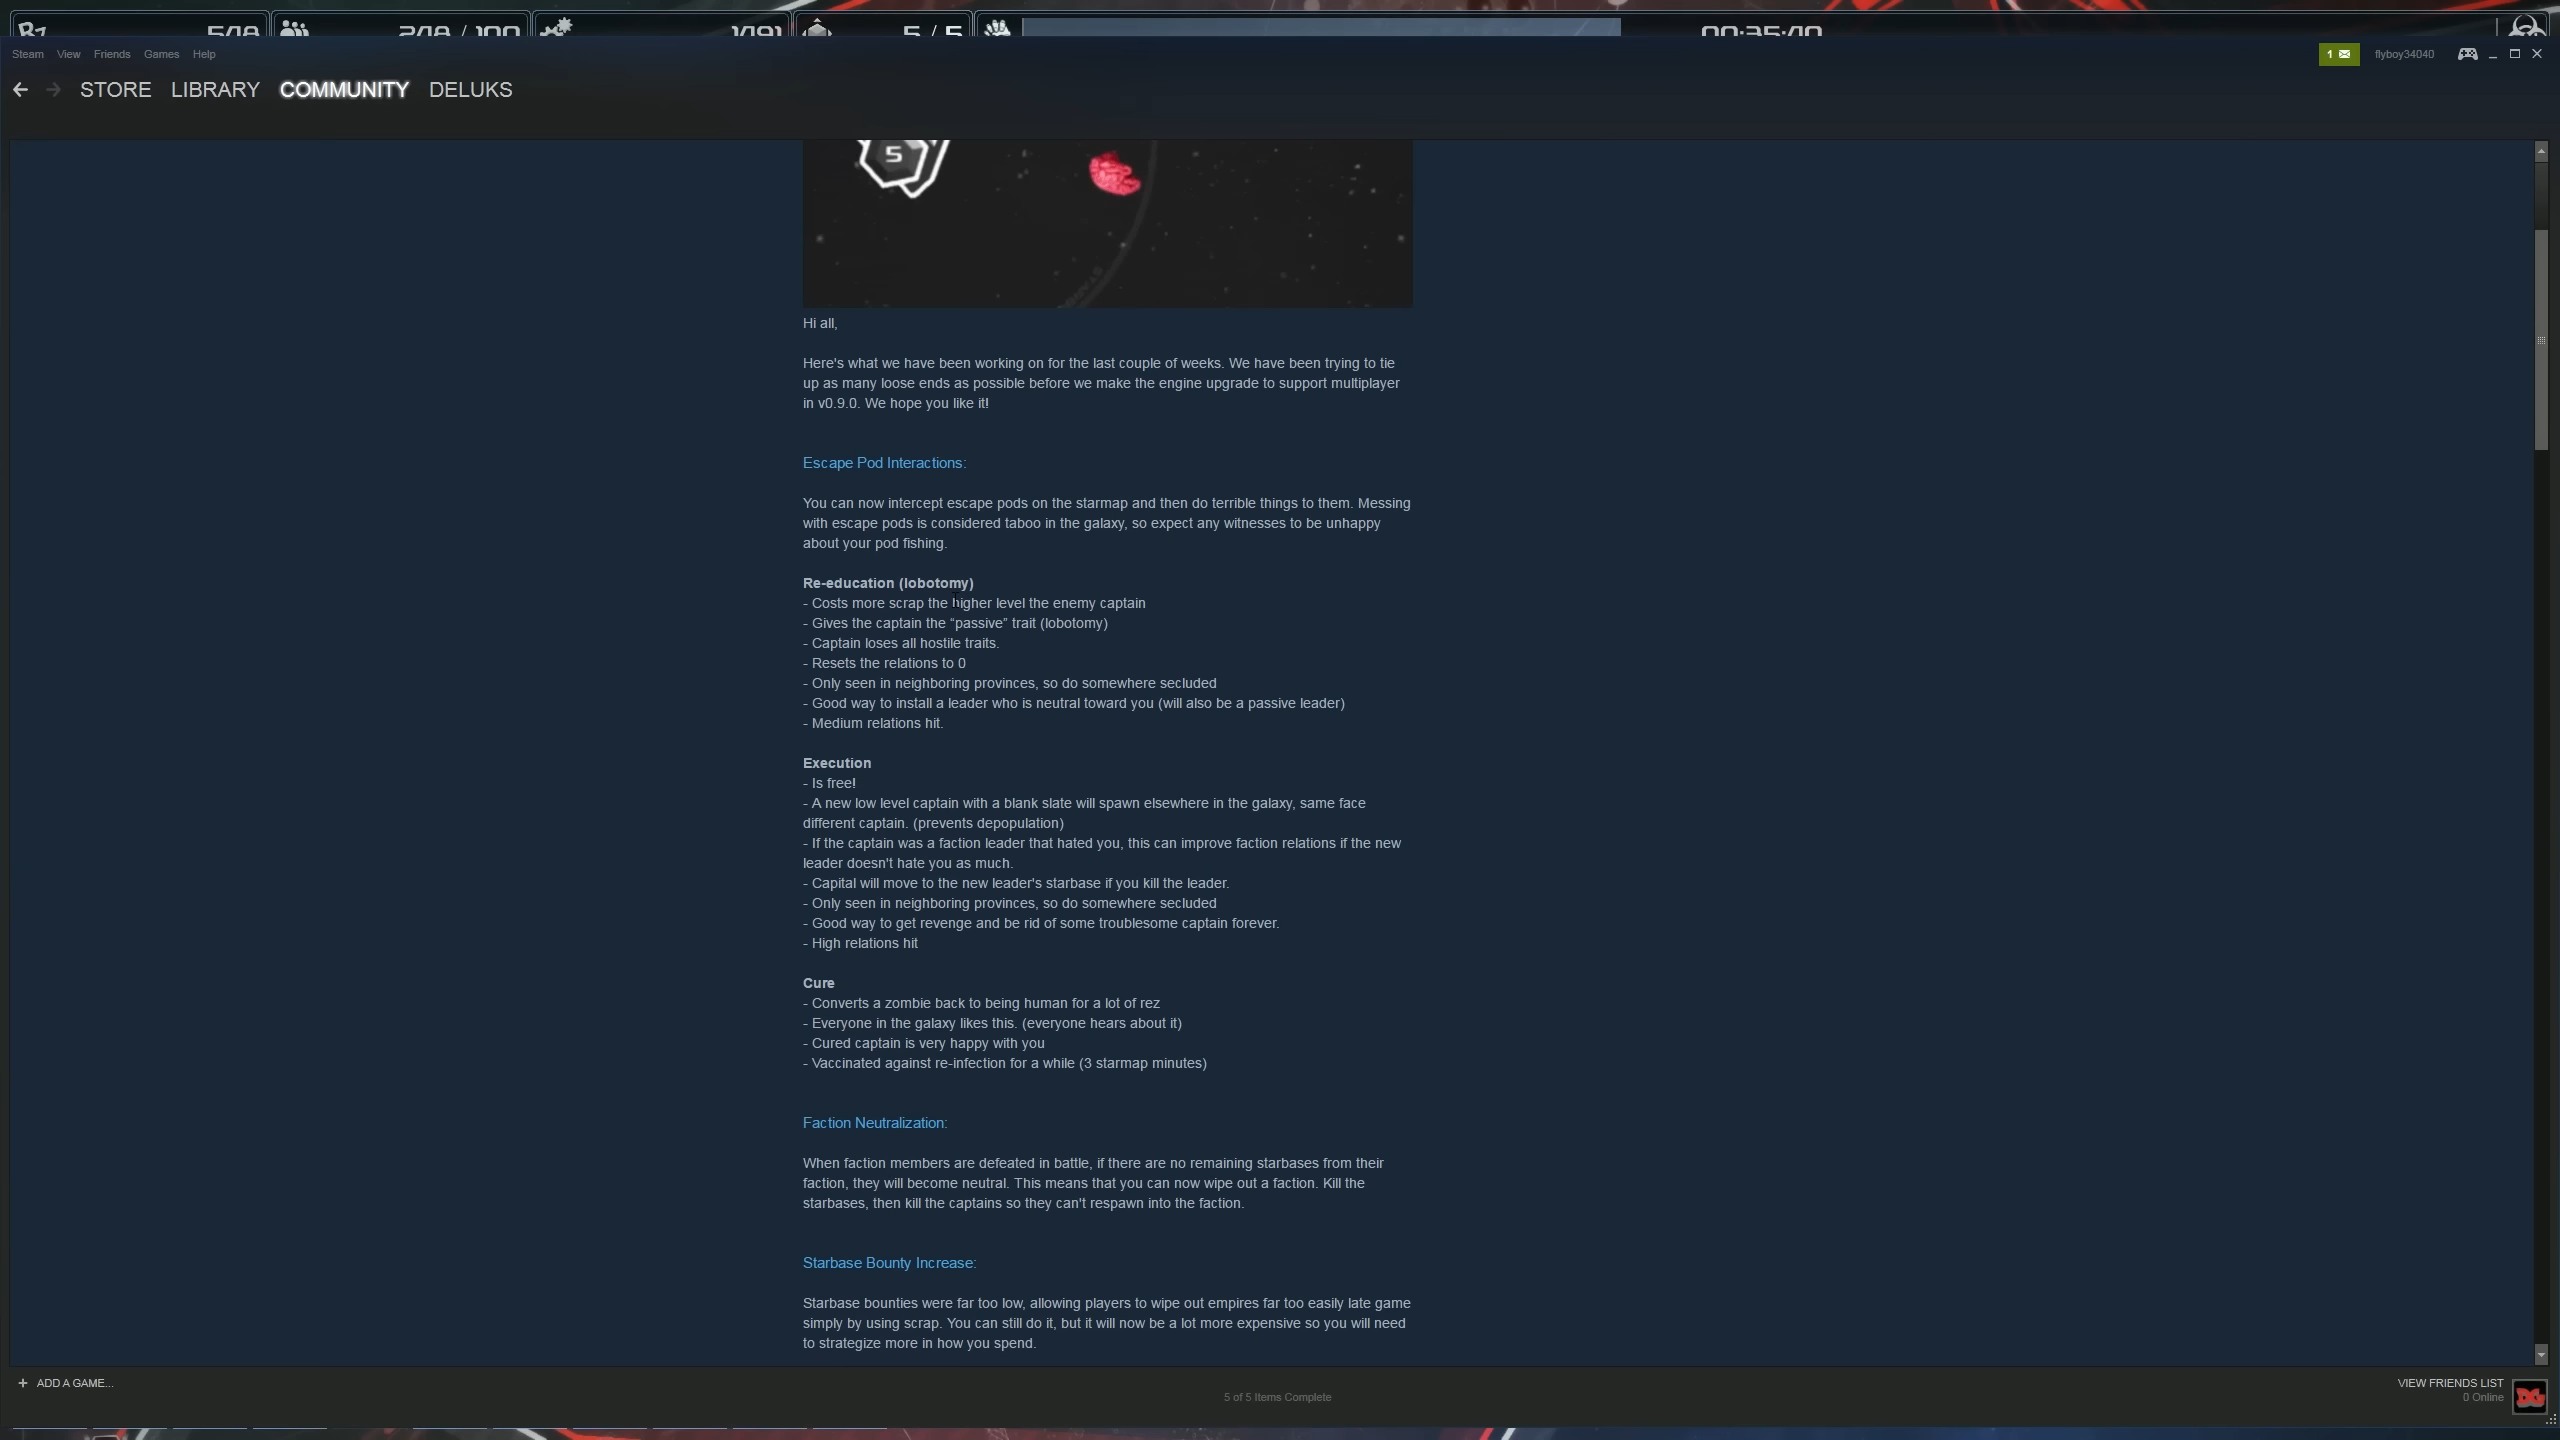 248 / 100
5 / 5
00:35:40
Steam View Friends Games Help
1
flyboy34040
STORE LIBRARY COMMUNITY DELUKS
5
Hi all,
Here's what we have been working on for the last couple of weeks. We have been trying to tie
up as many loose ends as possible before we make the engine upgrade to support multiplayer
in v0.9.0. We hope you like it!
Escape Pod Interactions:
You can now intercept escape pods on the starmap and then do terrible things to them. Messing
with escape pods is considered taboo in the galaxy, so expect any witnesses to be unhappy
about your pod fishing.
Re-education (lobotomy)
- Costs more scrap the higher level the enemy captain
- Gives the captain the “passive” trait (lobotomy)
- Captain loses all hostile traits.
- Resets the relations to 0
- Only seen in neighboring provinces, so do somewhere secluded
- Good way to install a leader who is neutral toward you (will also be a passive leader)
- Medium relations hit.
Execution
- Is free!
- A new low level captain with a blank slate will spawn elsewhere in the galaxy, same face
different captain. (prevents depopulation)
- If the captain was a faction leader that hated you, this can improve faction relations if the new
leader doesn't hate you as much.
- Capital will move to the new leader's starbase if you kill the leader.
- Only seen in neighboring provinces, so do somewhere secluded
- Good way to get revenge and be rid of some troublesome captain forever.
- High relations hit
Cure
- Converts a zombie back to being human for a lot of rez
- Everyone in the galaxy likes this. (everyone hears about it)
- Cured captain is very happy with you
- Vaccinated against re-infection for a while (3 starmap minutes)
Faction Neutralization:
When faction members are defeated in battle, if there are no remaining starbases from their
faction, they will become neutral. This means that you can now wipe out a faction. Kill the
starbases, then kill the captains so they can't respawn into the faction.
Starbase Bounty Increase:
Starbase bounties were far too low, allowing players to wipe out empires far too easily late game
simply by using scrap. You can still do it, but it will now be a lot more expensive so you will need
to strategize more in how you spend.
+ ADD A GAME...
5 of 5 Items Complete
VIEW FRIENDS LIST
0 Online
DG